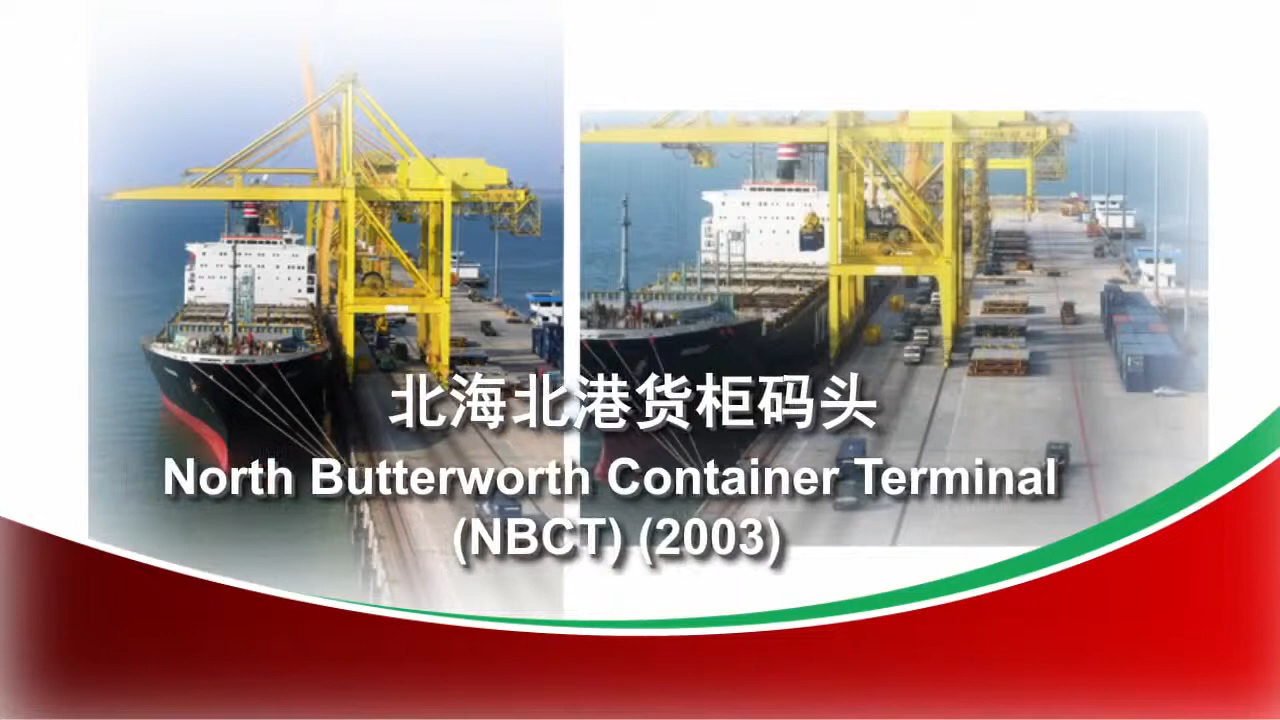 北海北港货柜码头
North Butterworth Container Terminal
(NBCT) (2003)